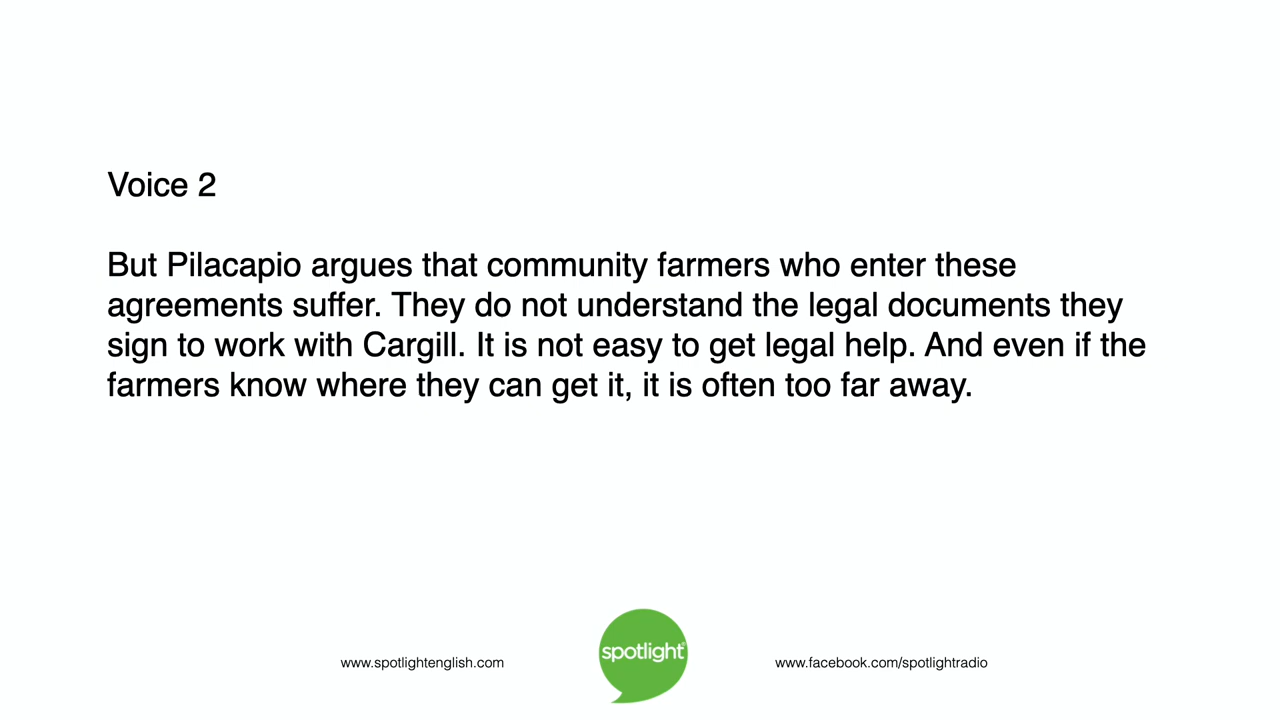 Voice 2
But Pilacapio argues that community farmers who enter these
agreements suffer. They do not understand the legal documents they
sign to work with Cargill. It is not easy to get legal help. And even if the
farmers know where they can get it, it is often too far away.
www.spotlightenglish.com
spotlight®
www.facebook.com/spotlightradio